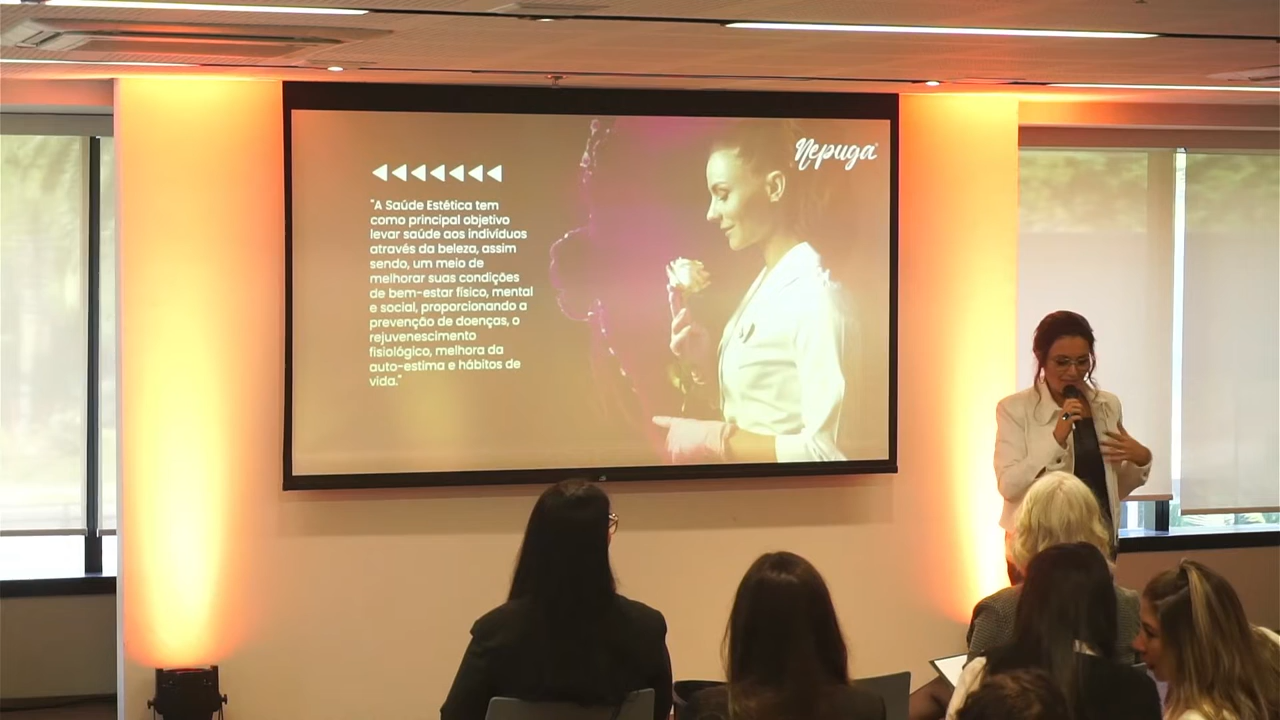 Nepuga
"A Saúde Estética tem
como principal objetivo
levar saúde aos indivíduos
através da beleza, assim
sendo, um meio de
melhorar suas condições
de bem-estar físico, mental
e social, proporcionando a
prevenção de doenças, o
rejuvenescimento
fisiológico, melhora da
auto-estima e hábitos de
vida."